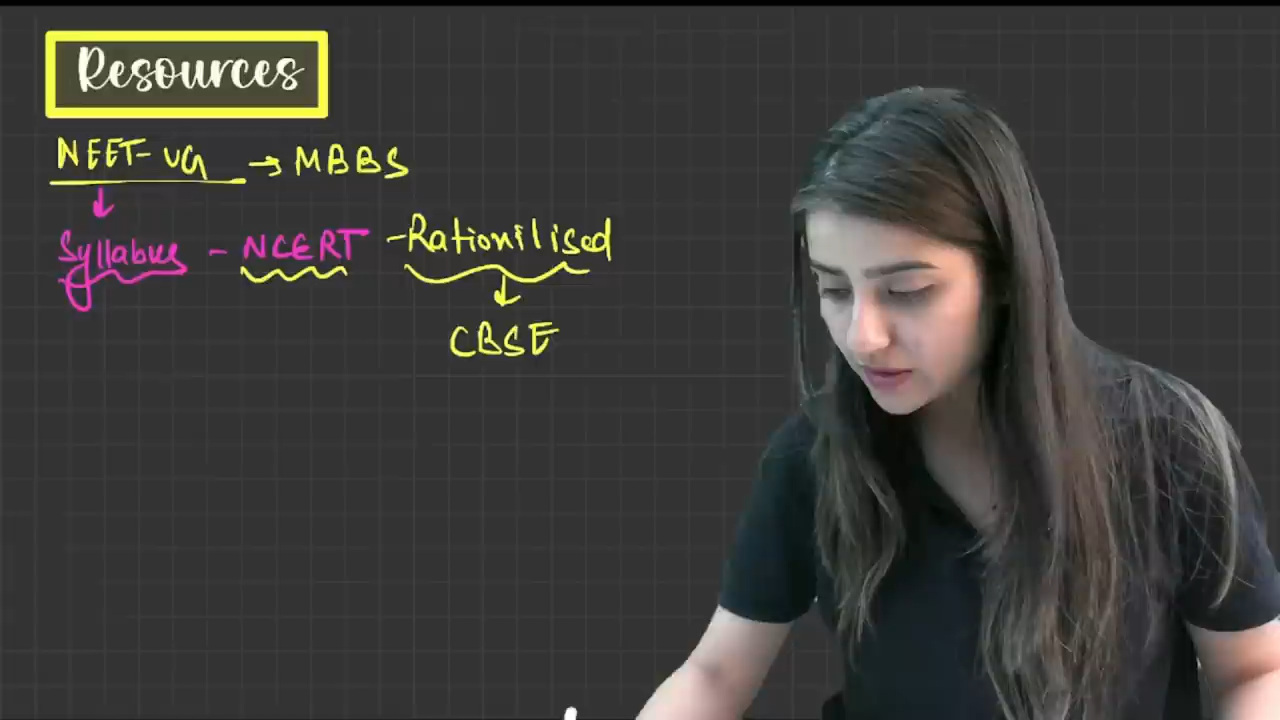 Resources
NEET-UG → MBBS
↓
Syllabus - NCERT - Rationilised
↓
CBSE